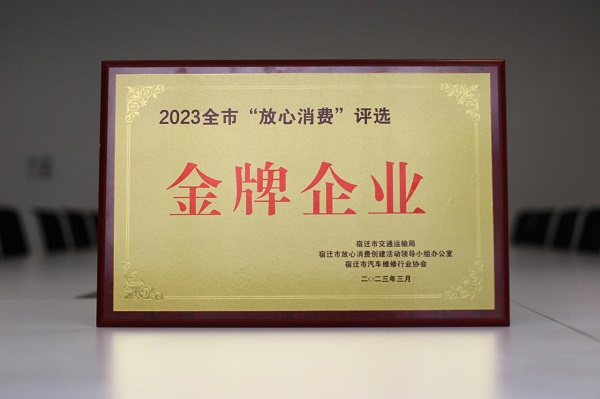 2023全市“放心消费”评选
金牌企业
宿迁市交通运输局
宿迁市放心消费创建活动领导小组办公室
宿迁市汽车维修行业协会
二〇二三年三月